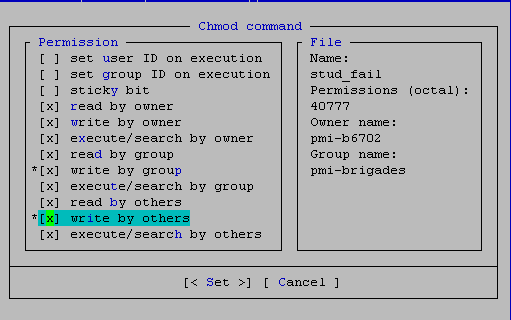 Chmod command
Permission
[ ] set user ID on execution
[ ] set group ID on execution
[ ] sticky bit
[x] read by owner
[x] write by owner
[x] execute/search by owner
[x] read by group
*[x] write by group
[x] execute/search by group
[x] read by others
*[x] write by others
[x] execute/search by others
File
Name:
stud_fail
Permissions (octal):
40777
Owner name:
pmi-b6702
Group name:
pmi-brigades
[< Set >] [ Cancel ]